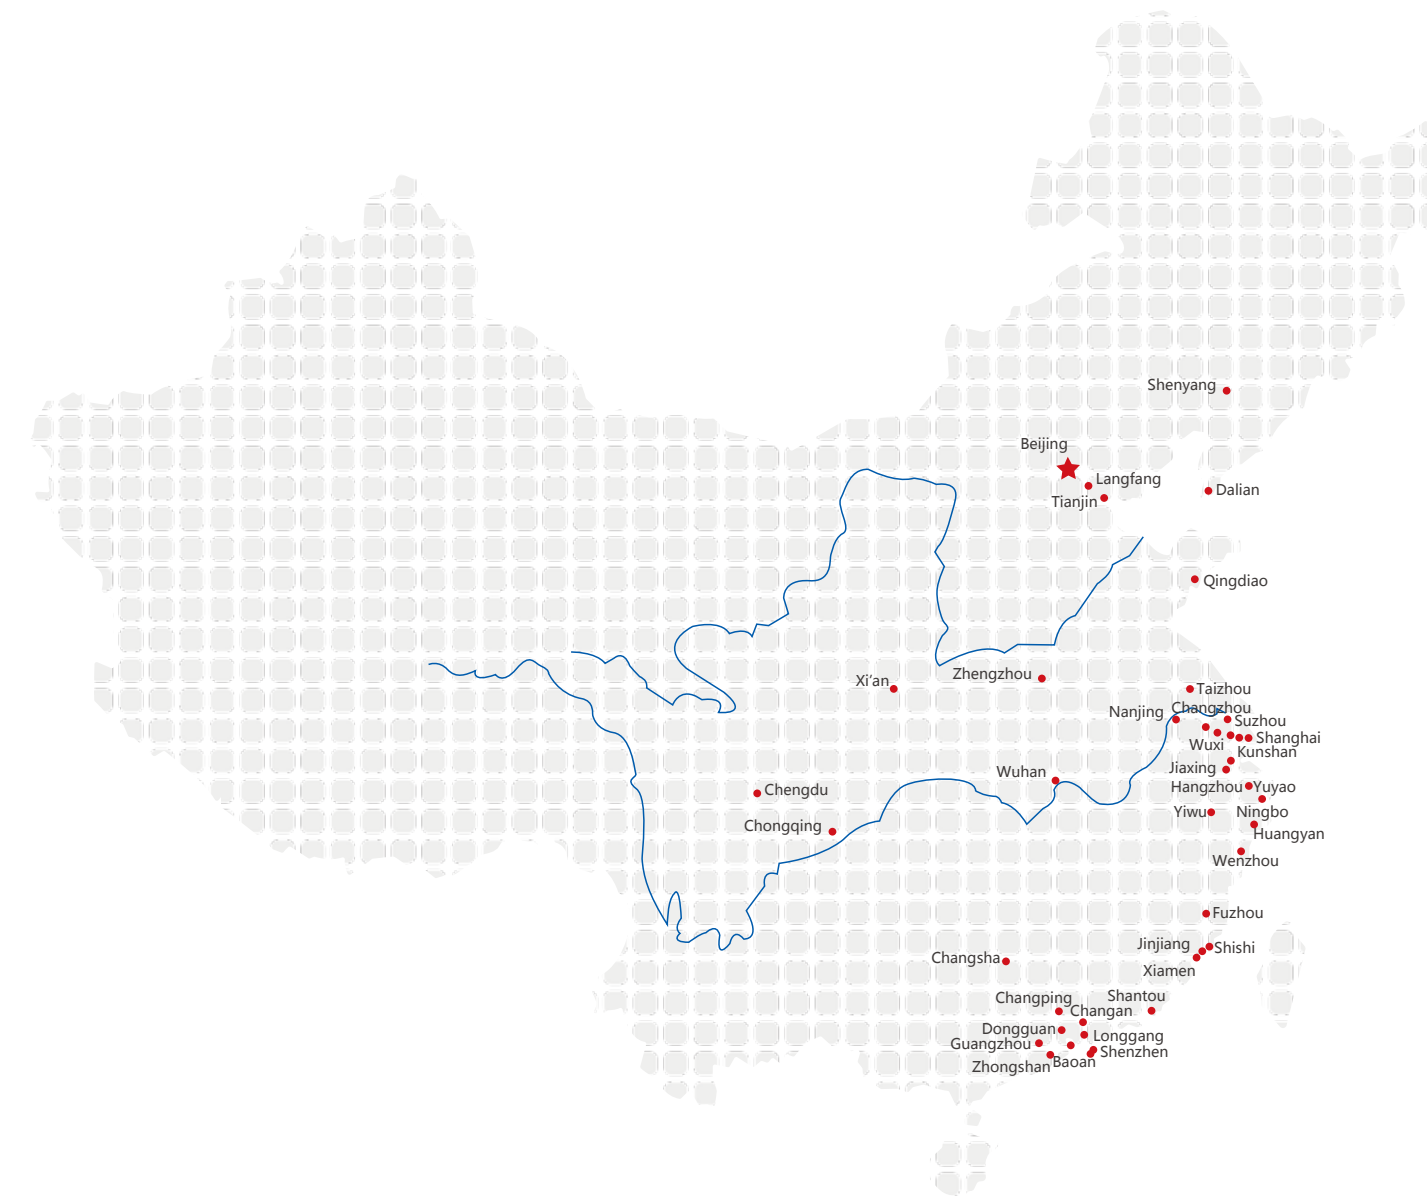 Shenyang
Beijing
Langfang
Tianjin
Dalian
Qingdiao
Zhengzhou
Xi'an
Taizhou
Changzhou
Nanjing
Suzhou
Shanghai
Wuxi
Kunshan
Jiaxing
Wuhan
Hangzhou
Yuyao
Chengdu
Yiwu
Ningbo
Chongqing
Huangyan
Wenzhou
Fuzhou
Jinjiang
Shishi
Changsha
Xiamen
Changping
Shantou
Changan
Dongguan
Longgang
Guangzhou
Shenzhen
Baoan
Zhongshan